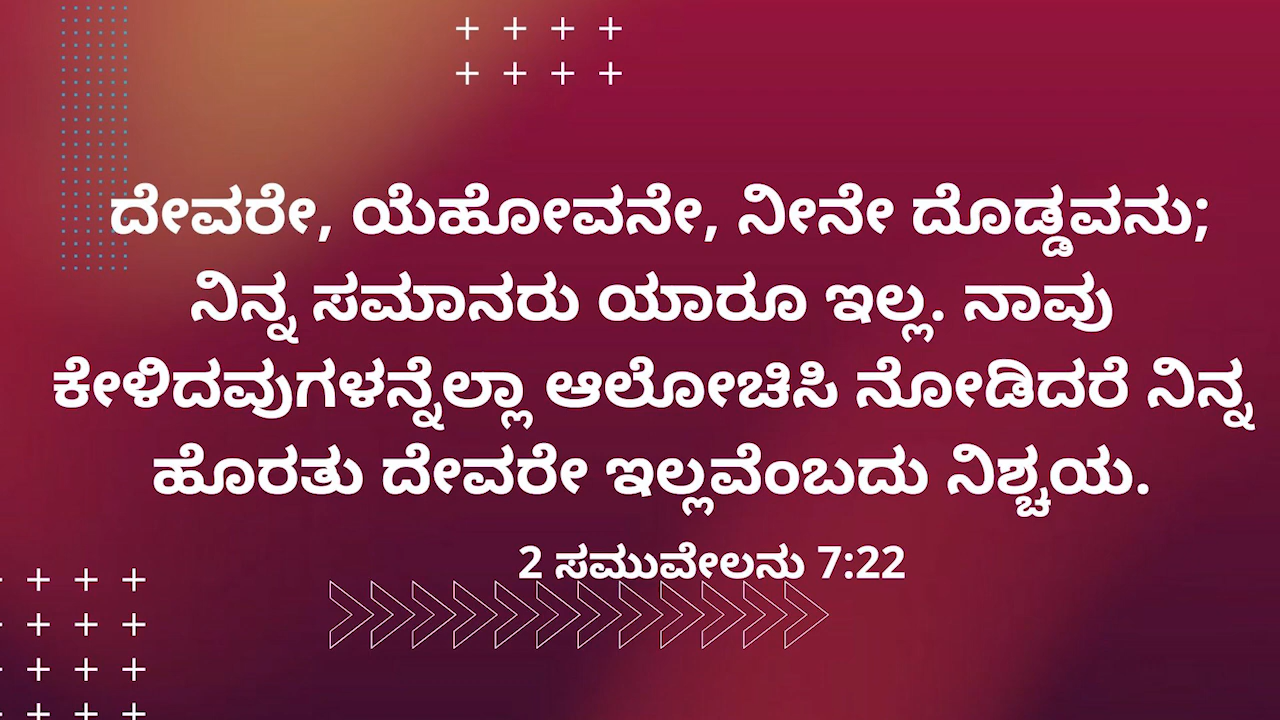 ದೇವರೇ, ಯೆಹೋವನೇ, ನೀನೇ ದೊಡ್ಡವನು;
ನಿನ್ನ ಸಮಾನರು ಯಾರೂ ಇಲ್ಲ. ನಾವು
ಕೇಳಿದವುಗಳನ್ನೆಲ್ಲಾ ಆಲೋಚಿಸಿ ನೋಡಿದರೆ ನಿನ್ನ
ಹೊರತು ದೇವರೇ ಇಲ್ಲವೆಂಬದು ನಿಶ್ಚಯ.
2 ಸಮುವೇಲನು 7:22